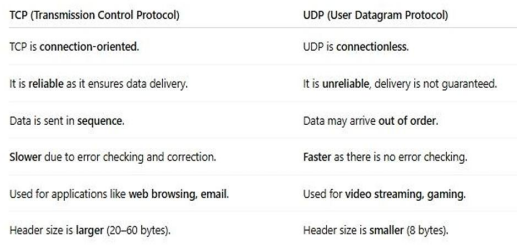 TCP (Transmission Control Protocol) UDP (User Datagram Protocol)
TCP is connection-oriented. UDP is connectionless.
It is reliable as it ensures data delivery. It is unreliable, delivery is not guaranteed.
Data is sent in sequence. Data may arrive out of order.
Slower due to error checking and correction. Faster as there is no error checking.
Used for applications like web browsing, email. Used for video streaming, gaming.
Header size is larger (20–60 bytes). Header size is smaller (8 bytes).